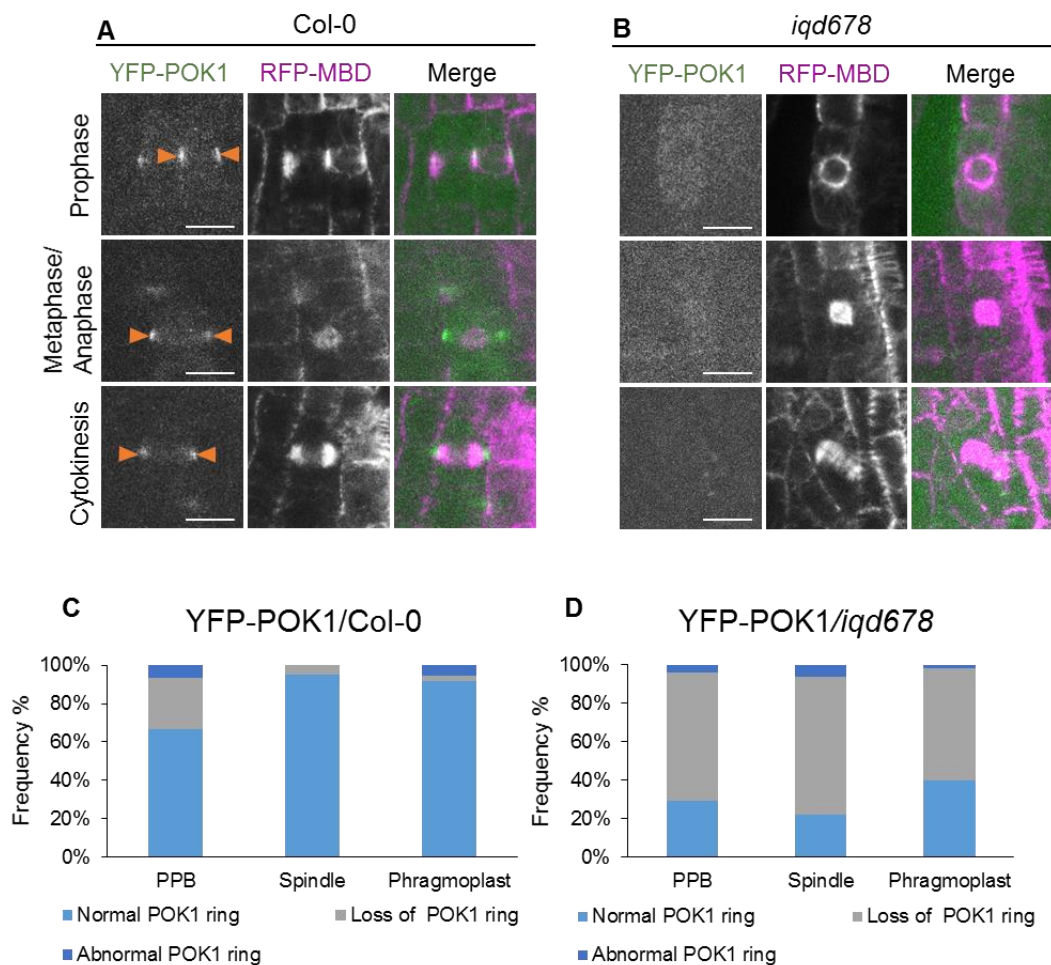 A
Col-0
YFP-POK1 RFP-MBD Merge
Prophase
Metaphase/
Anaphase
Cytokinesis
B
iqd678
YFP-POK1 RFP-MBD Merge
C
YFP-POK1/Col-0
Frequency %
100%
80%
60%
40%
20%
0%
PPB Spindle Phragmoplast
Normal POK1 ring Loss of POK1 ring
Abnormal POK1 ring
D
YFP-POK1/iqd678
Frequency %
100%
80%
60%
40%
20%
0%
PPB Spindle Phragmoplast
Normal POK1 ring Loss of POK1 ring
Abnormal POK1 ring